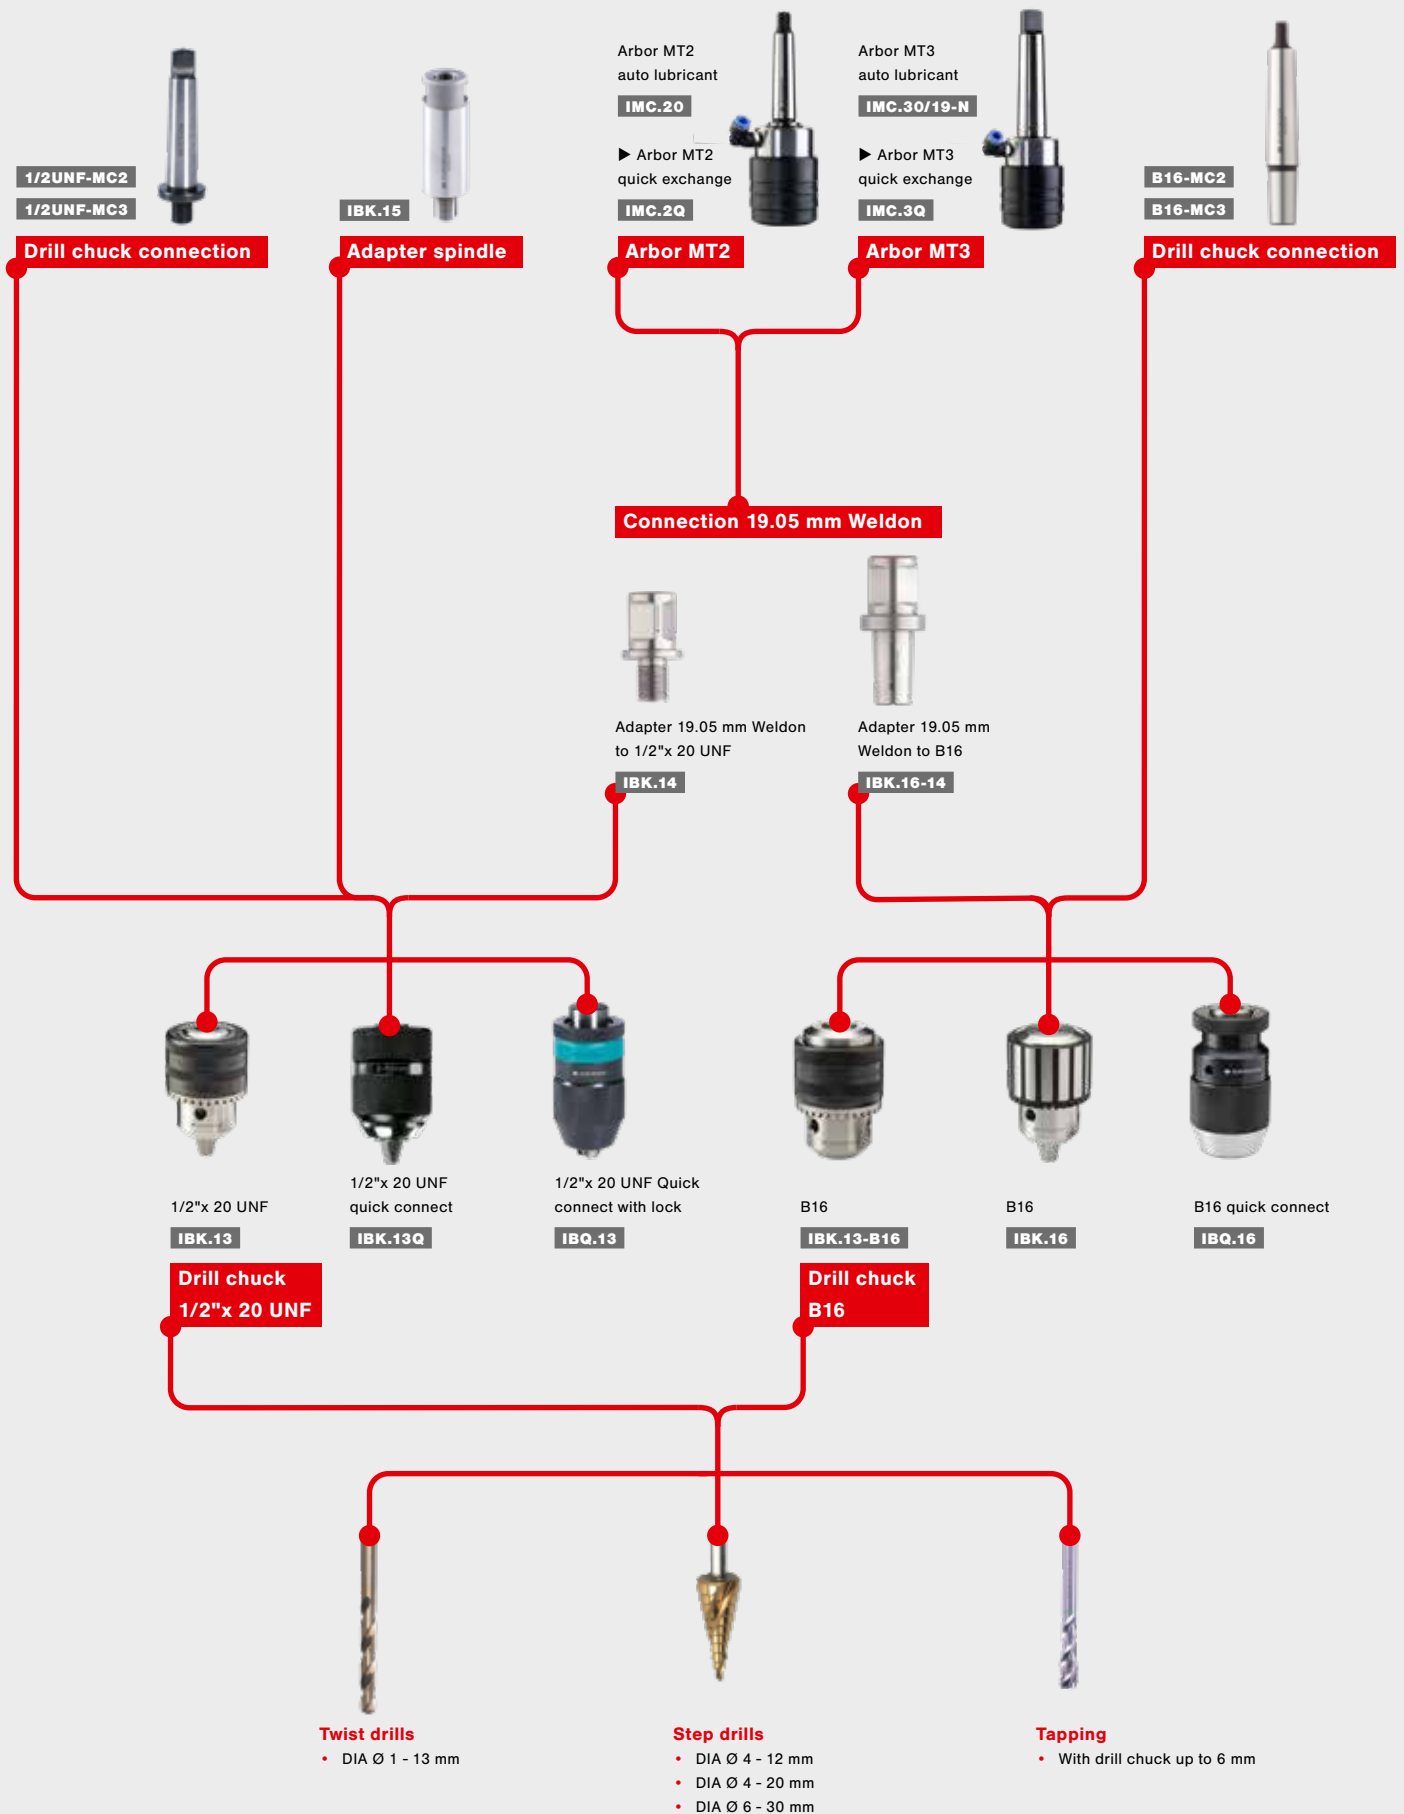 1/2UNF-MC2
1/2UNF-MC3
Drill chuck connection
IBK.15
Adapter spindle
Arbor MT2
auto lubricant
IMC.20
▶ Arbor MT2
quick exchange
IMC.2Q
Arbor MT2
Arbor MT3
auto lubricant
IMC.30/19-N
▶ Arbor MT3
quick exchange
IMC.3Q
Arbor MT3
B16-MC2
B16-MC3
Drill chuck connection
Connection 19.05 mm Weldon
Adapter 19.05 mm Weldon
to 1/2"x 20 UNF
IBK.14
Adapter 19.05 mm
Weldon to B16
IBK.16-14
1/2"x 20 UNF
IBK.13
1/2"x 20 UNF
quick connect
IBK.13Q
1/2"x 20 UNF Quick
connect with lock
IBQ.13
B16
IBK.13-B16
B16
IBK.16
B16 quick connect
IBQ.16
Drill chuck
1/2"x 20 UNF
Drill chuck
B16
Twist drills
• DIA Ø 1 - 13 mm
Step drills
• DIA Ø 4 - 12 mm
• DIA Ø 4 - 20 mm
• DIA Ø 6 - 30 mm
Tapping
• With drill chuck up to 6 mm